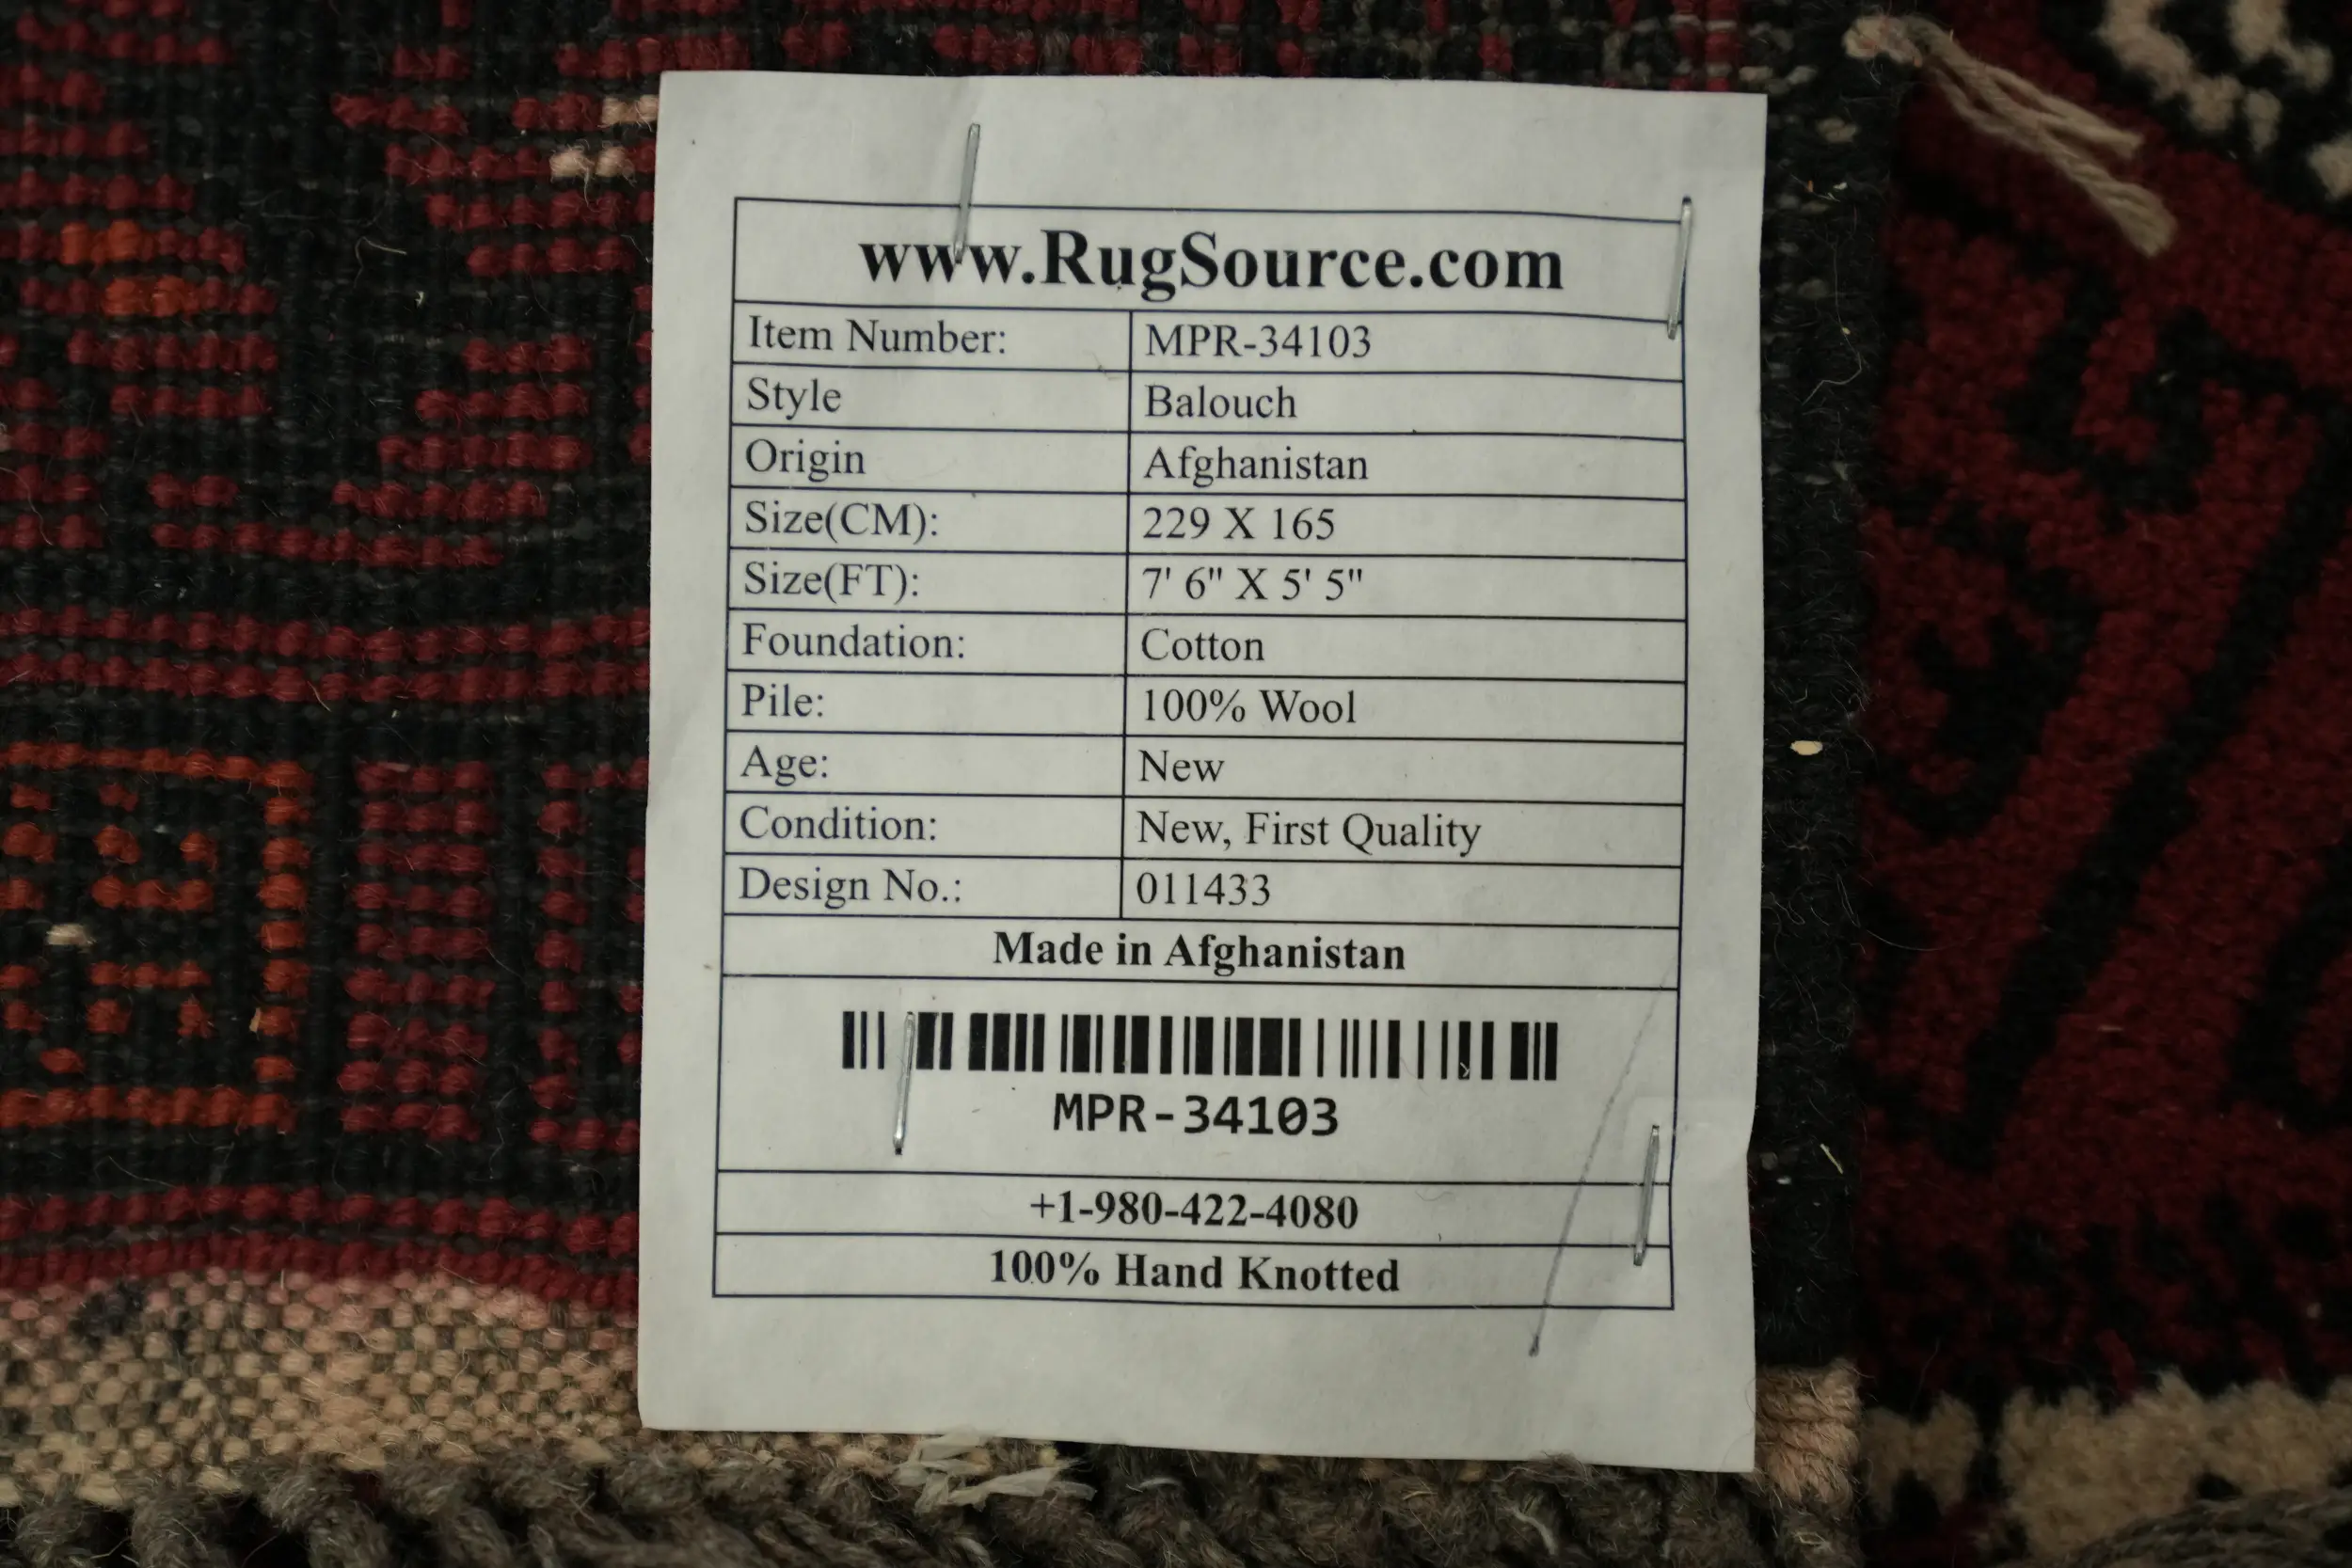 www.RugSource.com
Item Number: MPR-34103
Style Balouch
Origin Afghanistan
Size(CM): 229 X 165
Size(FT): 7' 6" X 5' 5"
Foundation: Cotton
Pile: 100% Wool
Age: New
Condition: New, First Quality
Design No.: 011433
Made in Afghanistan
MPR-34103
+1-980-422-4080
100% Hand Knotted